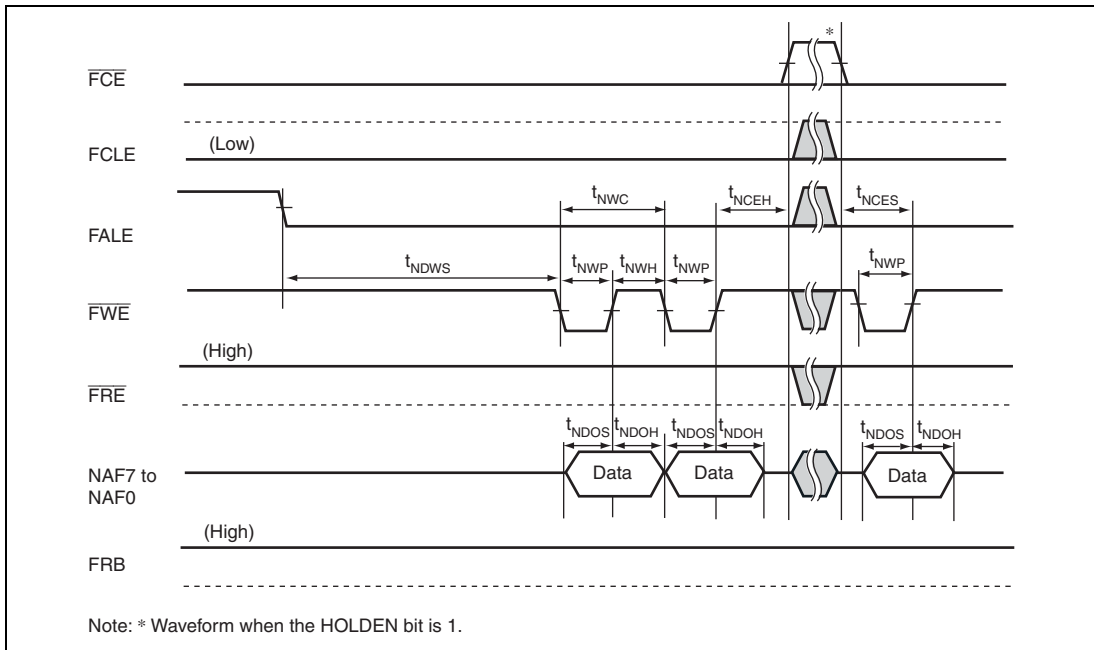 *
FCE
(Low)
FCLE
tNWC
tNCEH
tNCES
FALE
tNDWS
tNWP
tNWH
tNWP
tNWP
FWE
(High)
FRE
tNDOS
tNDOH
tNDOS
tNDOH
tNDOS
tNDOH
NAF7 to
NAF0
Data
Data
Data
(High)
FRB
Note: * Waveform when the HOLDEN bit is 1.